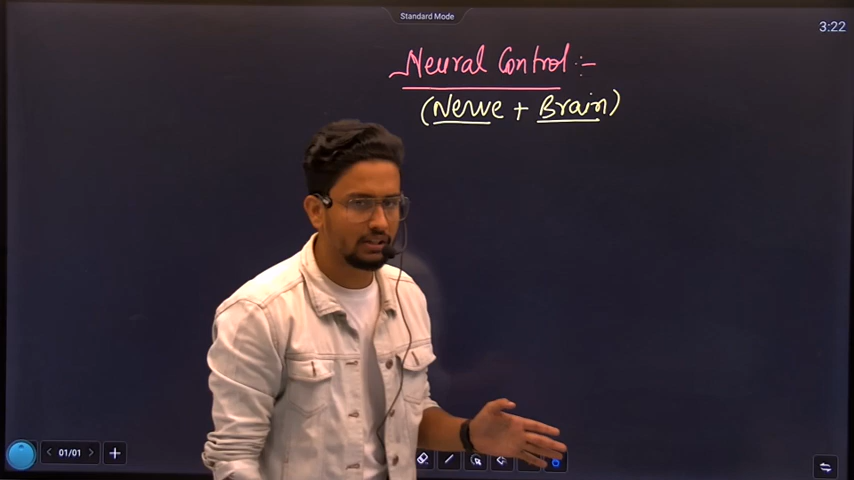 Standard Mode
3:22
Neural Control :-
(Nerve + Brain)
01/01